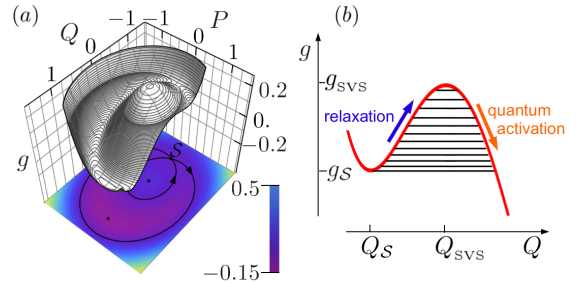 (a)
Q
−1
−1
P
0
0
1
1
0.2
0.
−0.2
g
S
0.5
−0.15
(b)
g
g_SVS
relaxation
quantum
activation
g_S
Q_S
Q_SVS
Q